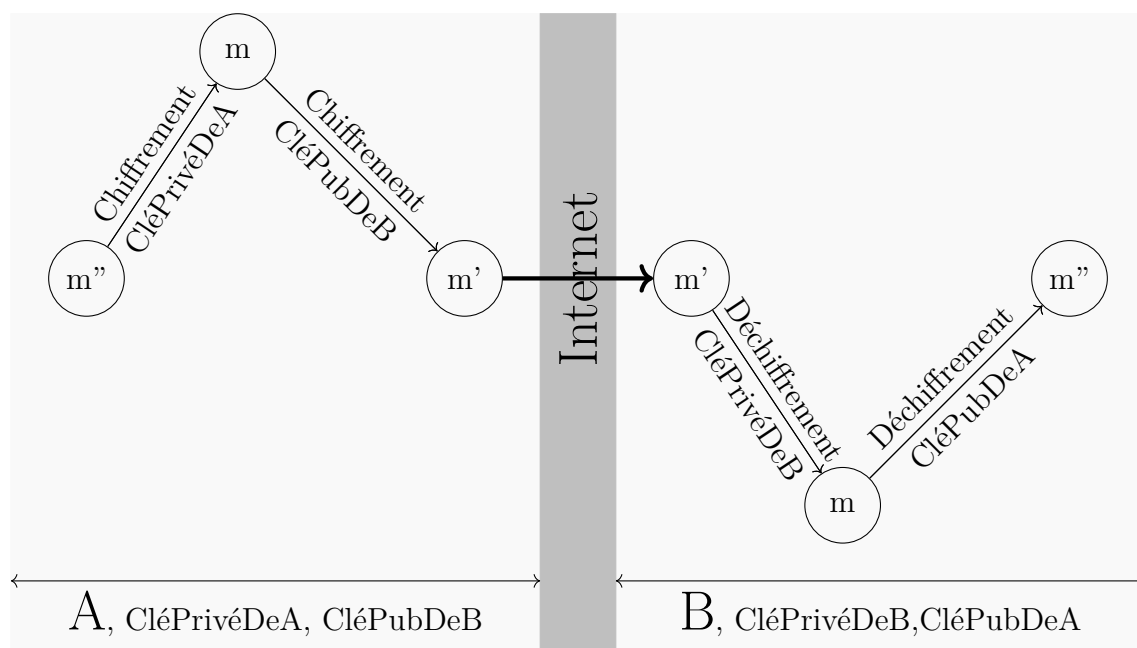 m
Chiffrement
CléPrivéDeA
Chiffrement
CléPubDeB
m"
m'
Internet
m'
m"
Déchiffrement
CléPrivéDeB
Déchiffrement
CléPubDeA
m
A, CléPrivéDeA, CléPubDeB
B, CléPrivéDeB,CléPubDeA